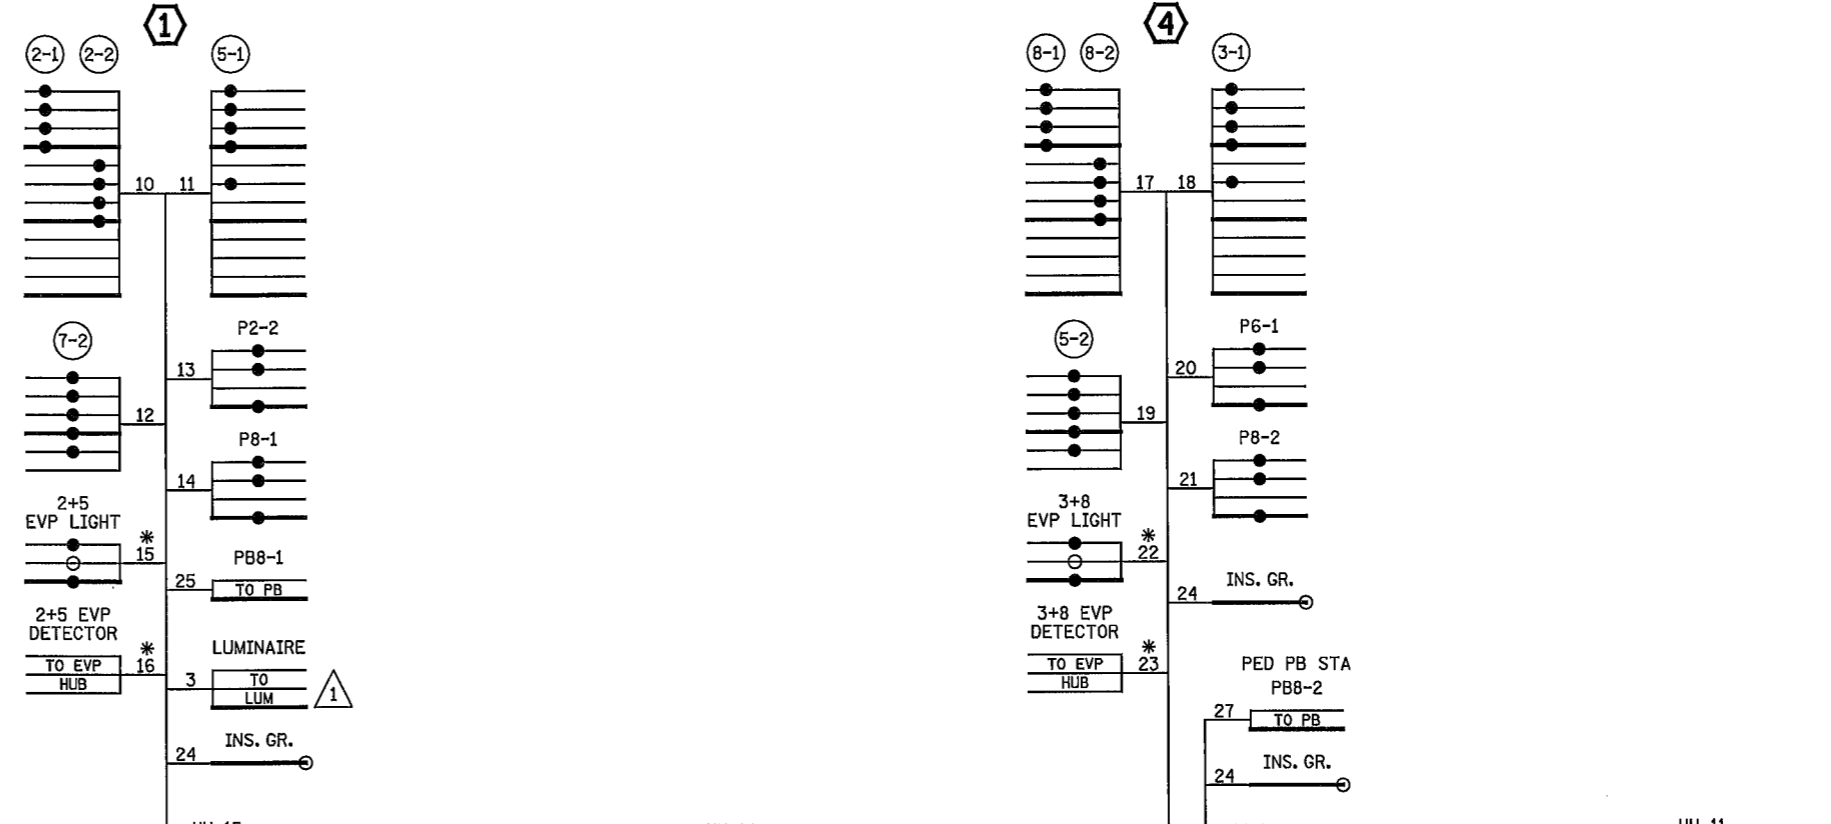 1
2-1 2-2 5-1
10 11
7-2
P2-2
13
12
P8-1
14
2+5
EVP LIGHT
*
15
PB8-1
25
TO PB
2+5 EVP
DETECTOR
*
16
TO EVP
HUB
LUMINAIRE
3
TO
LUM
1
INS. GR.
24
4
8-1 8-2 3-1
17 18
5-2
P6-1
20
19
P8-2
21
3+8
EVP LIGHT
*
22
INS. GR.
24
3+8 EVP
DETECTOR
*
23
TO EVP
HUB
PED PB STA
PB8-2
27
TO PB
INS. GR.
24